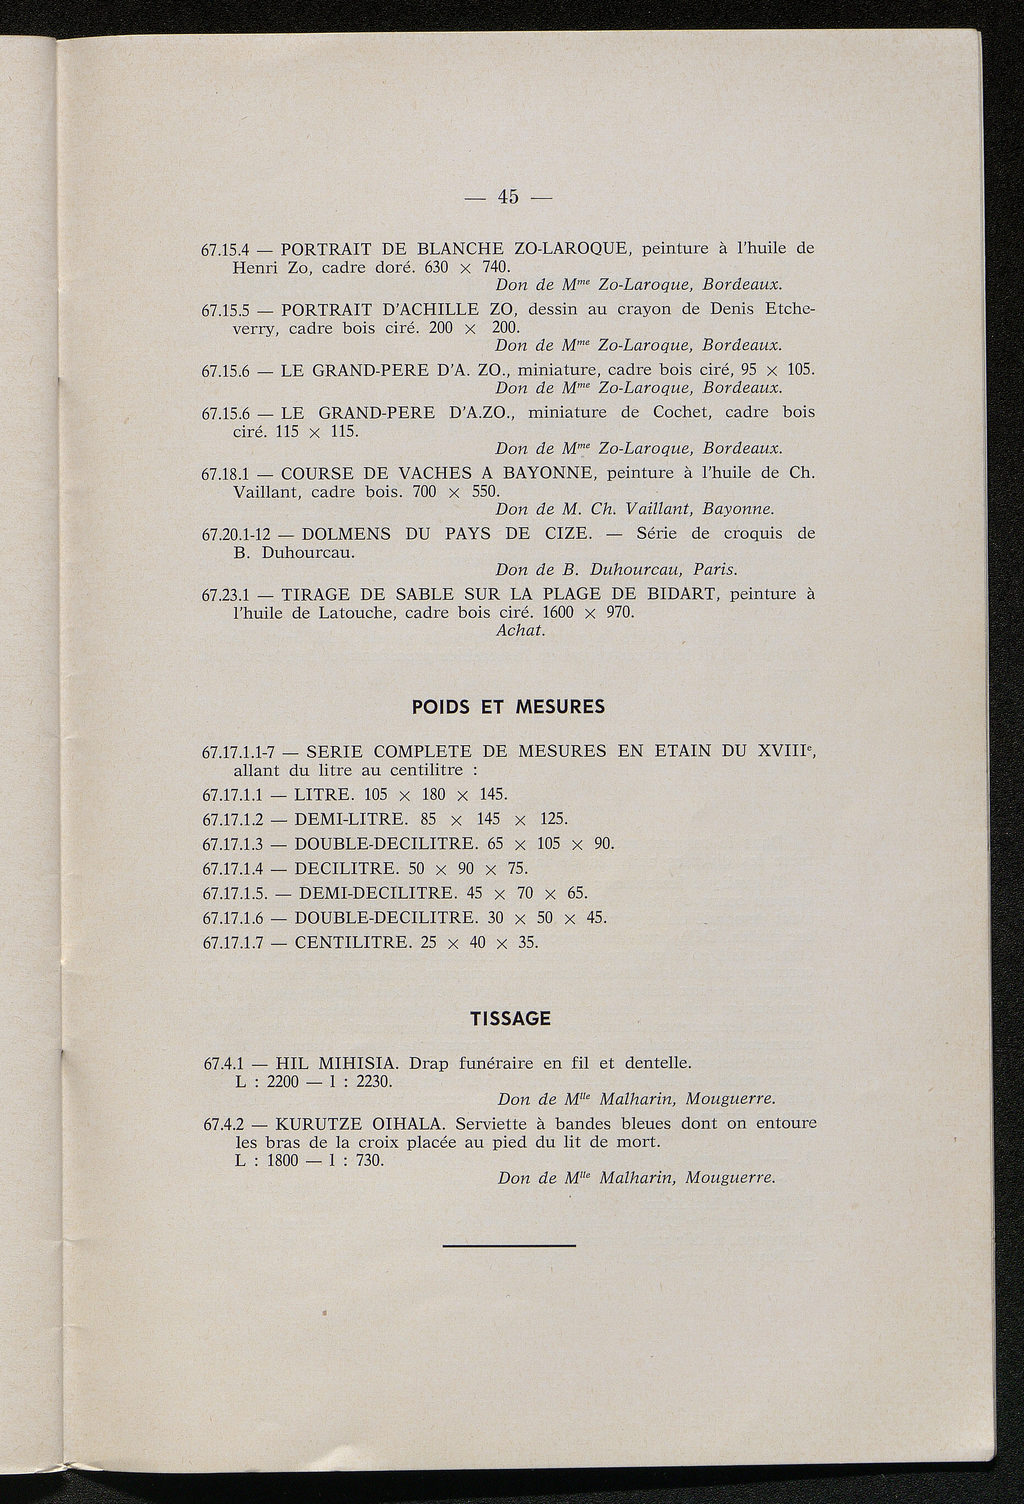 — 45 —
67.15.4 — PORTRAIT DE BLANCHE ZO-LAROQUE, peinture à l'huile de
Henri Zo, cadre doré. 630 × 740.
Don de Mme Zo-Laroque, Bordeaux.
67.15.5 — PORTRAIT D'ACHILLE ZO, dessin au crayon de Denis Etche-
verry, cadre bois ciré. 200 × 200.
Don de Mme Zo-Laroque, Bordeaux.
67.15.6 — LE GRAND-PERE D'A. ZO., miniature, cadre bois ciré, 95 × 105.
Don de Mme Zo-Laroque, Bordeaux.
67.15.6 — LE GRAND-PERE D'A.ZO., miniature de Cochet, cadre bois
ciré. 115 × 115.
Don de Mme Zo-Laroque, Bordeaux.
67.18.1 — COURSE DE VACHES A BAYONNE, peinture à l'huile de Ch.
Vaillant, cadre bois. 700 × 550.
Don de M. Ch. Vaillant, Bayonne.
67.20.1-12 — DOLMENS DU PAYS DE CIZE. — Série de croquis de
B. Duhourcau.
Don de B. Duhourcau, Paris.
67.23.1 — TIRAGE DE SABLE SUR LA PLAGE DE BIDART, peinture à
l'huile de Latouche, cadre bois ciré. 1600 × 970.
Achat.
POIDS ET MESURES
67.17.1.1-7 — SERIE COMPLETE DE MESURES EN ETAIN DU XVIIIe,
allant du litre au centilitre :
67.17.1.1 — LITRE. 105 × 180 × 145.
67.17.1.2 — DEMI-LITRE. 85 × 145 × 125.
67.17.1.3 — DOUBLE-DECILITRE. 65 × 105 × 90.
67.17.1.4 — DECILITRE. 50 × 90 × 75.
67.17.1.5. — DEMI-DECILITRE. 45 × 70 × 65.
67.17.1.6 — DOUBLE-DECILITRE. 30 × 50 × 45.
67.17.1.7 — CENTILITRE. 25 × 40 × 35.
TISSAGE
67.4.1 — HIL MIHISIA. Drap funéraire en fil et dentelle.
L : 2200 — l : 2230.
Don de Mlle Malharin, Mouguerre.
67.4.2 — KURUTZE OIHALA. Serviette à bandes bleues dont on entoure
les bras de la croix placée au pied du lit de mort.
L : 1800 — l : 730.
Don de Mlle Malharin, Mouguerre.